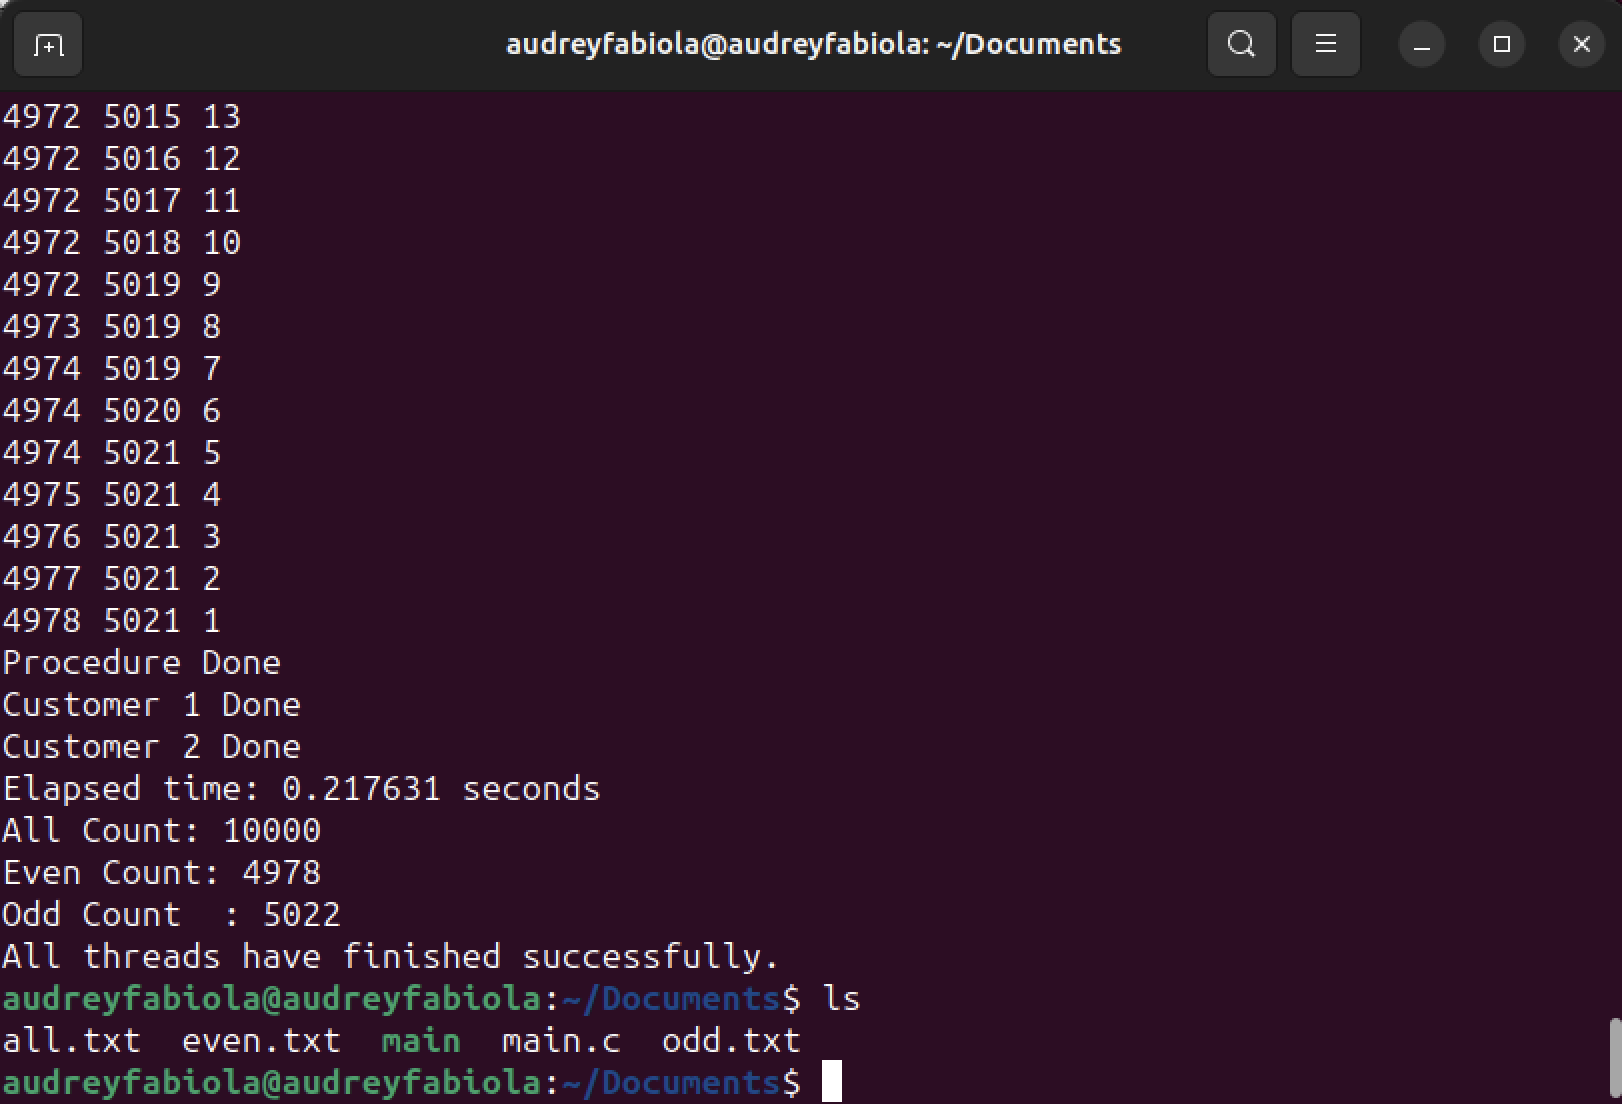 audreyfabiola@audreyfabiola: ~/Documents
4972 5015 13
4972 5016 12
4972 5017 11
4972 5018 10
4972 5019 9
4973 5019 8
4974 5019 7
4974 5020 6
4974 5021 5
4975 5021 4
4976 5021 3
4977 5021 2
4978 5021 1
Procedure Done
Customer 1 Done
Customer 2 Done
Elapsed time: 0.217631 seconds
All Count: 10000
Even Count: 4978
Odd Count  : 5022
All threads have finished successfully.
audreyfabiola@audreyfabiola:~/Documents$ ls
all.txt  even.txt  main  main.c  odd.txt
audreyfabiola@audreyfabiola:~/Documents$